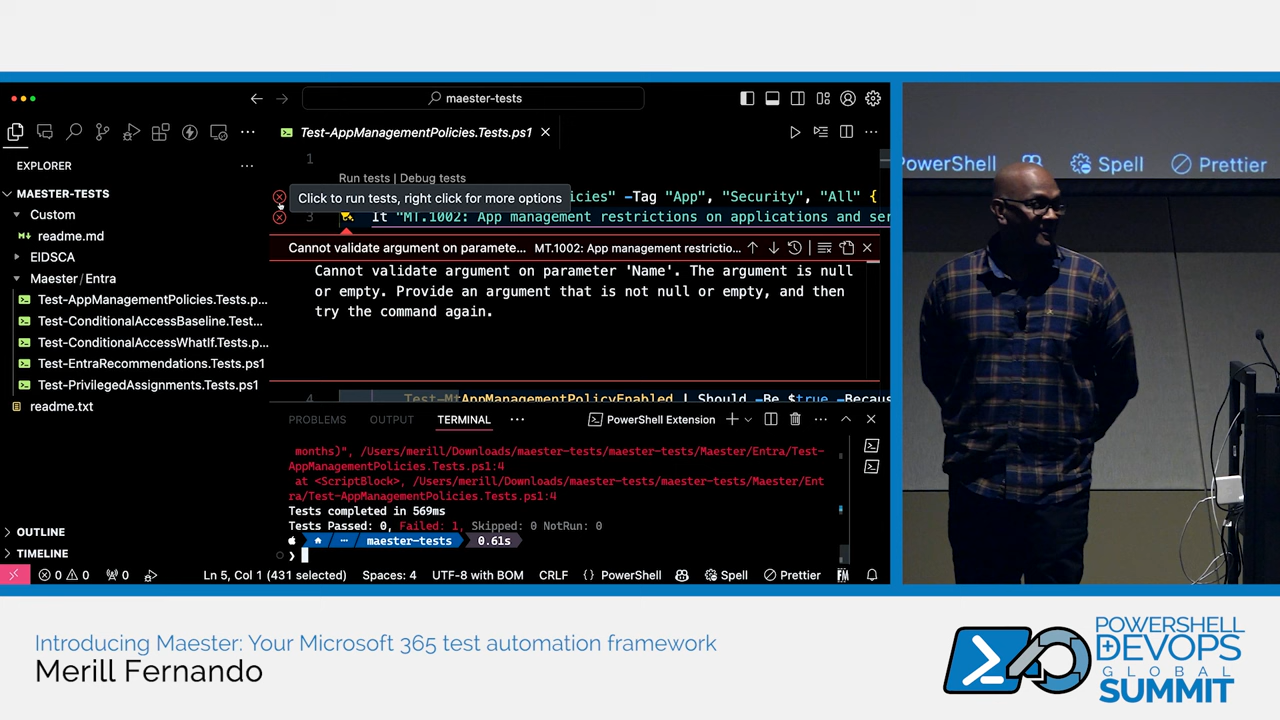 maester-tests
Test-AppManagementPolicies.Tests.ps1
EXPLORER
MAESTER-TESTS
Custom
readme.md
EIDSCA
Maester/Entra
Test-AppManagementPolicies.Tests.p...
Test-ConditionalAccessBaseline.Test...
Test-ConditionalAccessWhatIf.Tests.p...
Test-EntraRecommendations.Tests.ps1
Test-PrivilegedAssignments.Tests.ps1
readme.txt
OUTLINE
TIMELINE
1
Run tests | Debug tests
Click to run tests, right click for more options
icies" -Tag "App", "Security", "All" {
3 It "MT.1002: App management restrictions on applications and ser
Cannot validate argument on paramete... MT.1002: App management restrictio...
Cannot validate argument on parameter 'Name'. The argument is null
or empty. Provide an argument that is not null or empty, and then
try the command again.
4 Test-MtAppManagementPolicyEnabled | Should -Be $true -Becaus
PROBLEMS OUTPUT TERMINAL ··· PowerShell Extension
months)", /Users/merill/Downloads/maester-tests/maester-tests/Maester/Entra/Test-
AppManagementPolicies.Tests.ps1:4
at <ScriptBlock>, /Users/merill/Downloads/maester-tests/maester-tests/Maester/Ent
ra/Test-AppManagementPolicies.Tests.ps1:4
Tests completed in 569ms
Tests Passed: 0, Failed: 1, Skipped: 0 NotRun: 0
maester-tests 0.61s
0 0 0 Ln 5, Col 1 (431 selected) Spaces: 4 UTF-8 with BOM CRLF {} PowerShell Spell Prettier FM
PowerShell Spell Prettier
Introducing Maester: Your Microsoft 365 test automation framework
Merill Fernando
POWERSHELL
DEVOPS
GLOBAL
SUMMIT